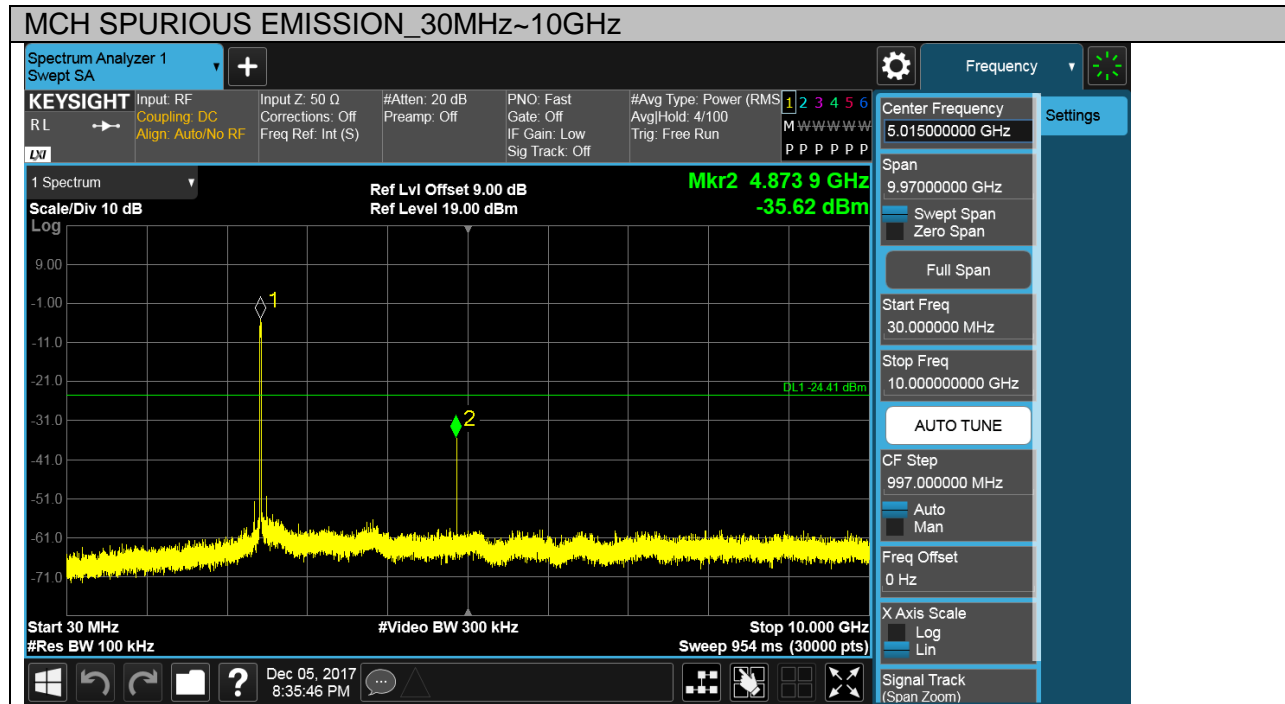 MCH SPURIOUS EMISSION_30MHz~10GHz
Spectrum Analyzer 1
Swept SA
+
Frequency
KEYSIGHT
RL
LXI
Input: RF
Coupling: DC
Align: Auto/No RF
Input Z: 50 Ω
Corrections: Off
Freq Ref: Int (S)
#Atten: 20 dB
Preamp: Off
PNO: Fast
Gate: Off
IF Gain: Low
Sig Track: Off
#Avg Type: Power (RMS
Avg|Hold: 4/100
Trig: Free Run
1 2 3 4 5 6
M W W W W W
P P P P P P
1 Spectrum
Scale/Div 10 dB
Log
Ref Lvl Offset 9.00 dB
Ref Level 19.00 dBm
Mkr2 4.873 9 GHz
-35.62 dBm
9.00
-1.00
-11.0
-21.0
-31.0
-41.0
-51.0
-61.0
-71.0
1
2
DL1 -24.41 dBm
Start 30 MHz
#Res BW 100 kHz
#Video BW 300 kHz
Stop 10.000 GHz
Sweep 954 ms (30000 pts)
Center Frequency
5.015000000 GHz
Span
9.97000000 GHz
Swept Span
Zero Span
Full Span
Start Freq
30.000000 MHz
Stop Freq
10.000000000 GHz
AUTO TUNE
CF Step
997.000000 MHz
Auto
Man
Freq Offset
0 Hz
X Axis Scale
Log
Lin
Signal Track
(Span Zoom)
Settings
?
Dec 05, 2017
8:35:46 PM